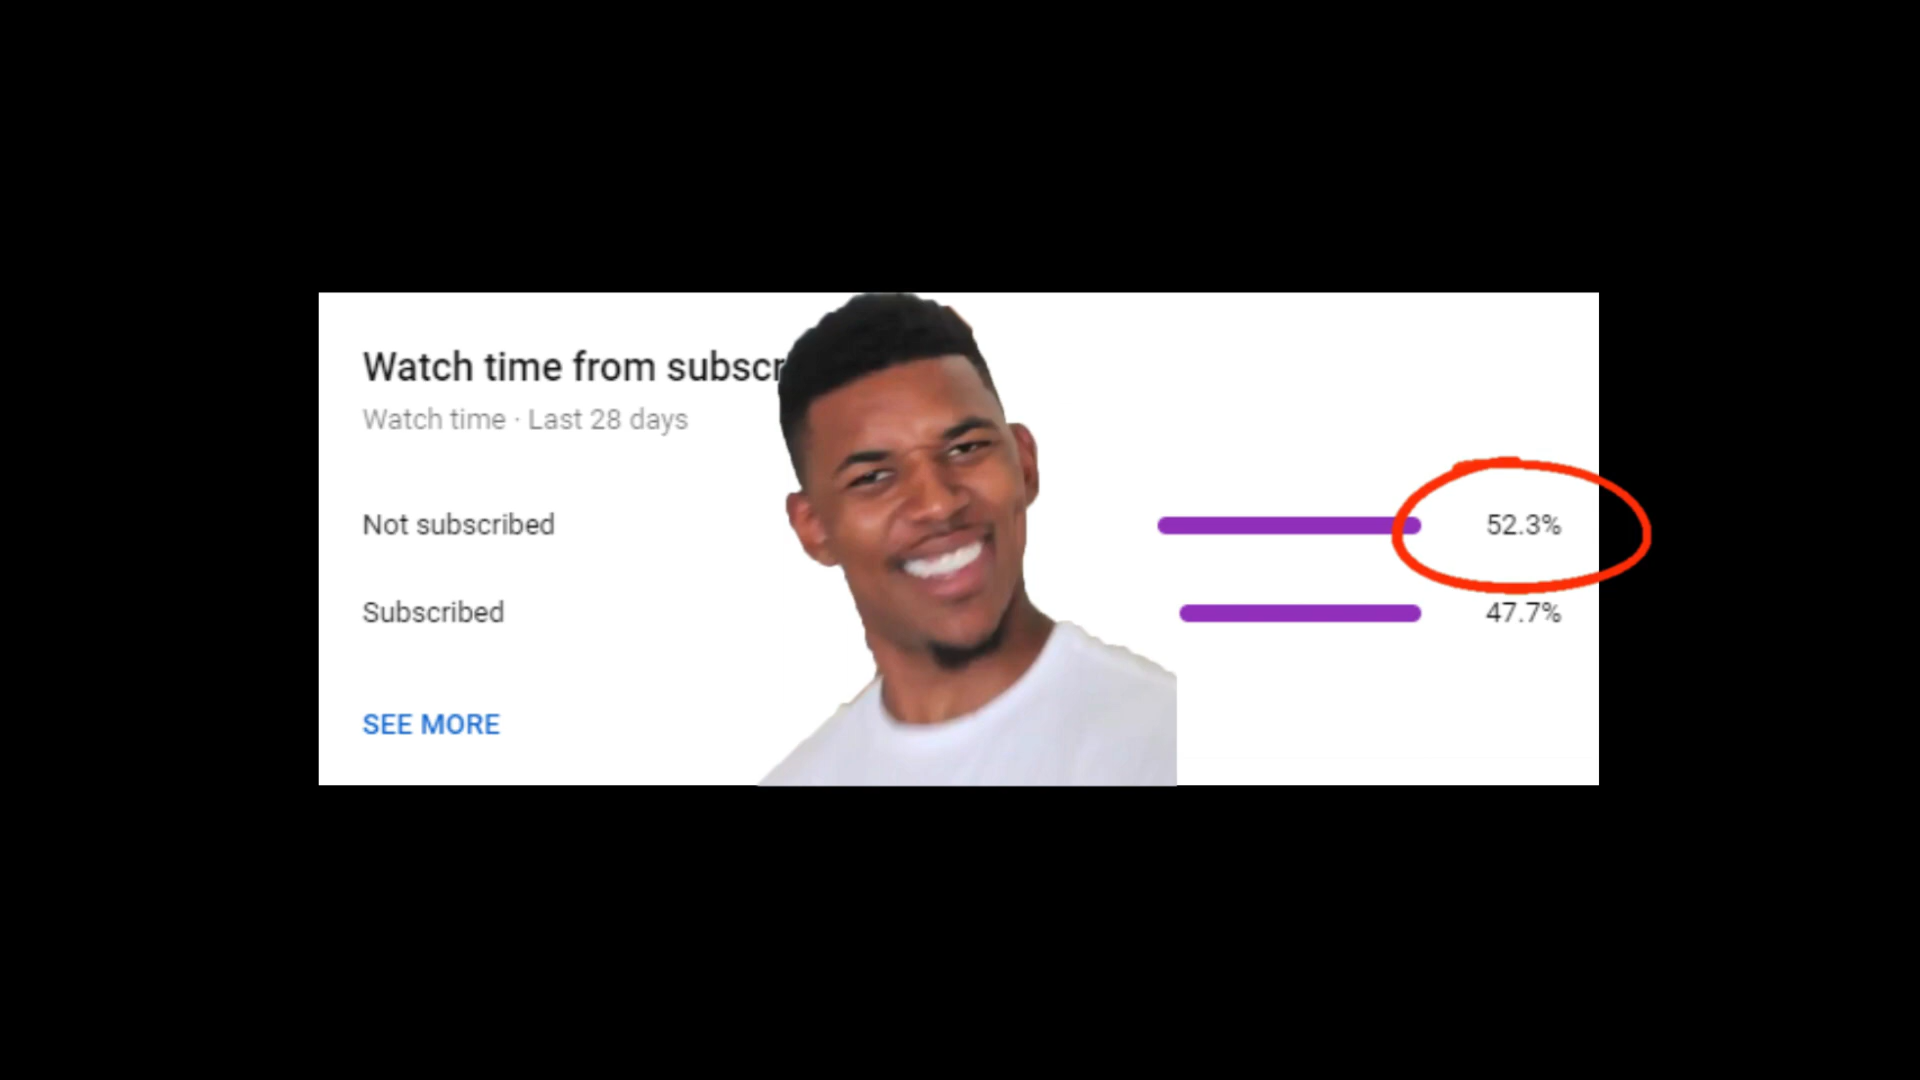 Watch time from subscr
Watch time · Last 28 days
Not subscribed 52.3%
Subscribed 47.7%
SEE MORE